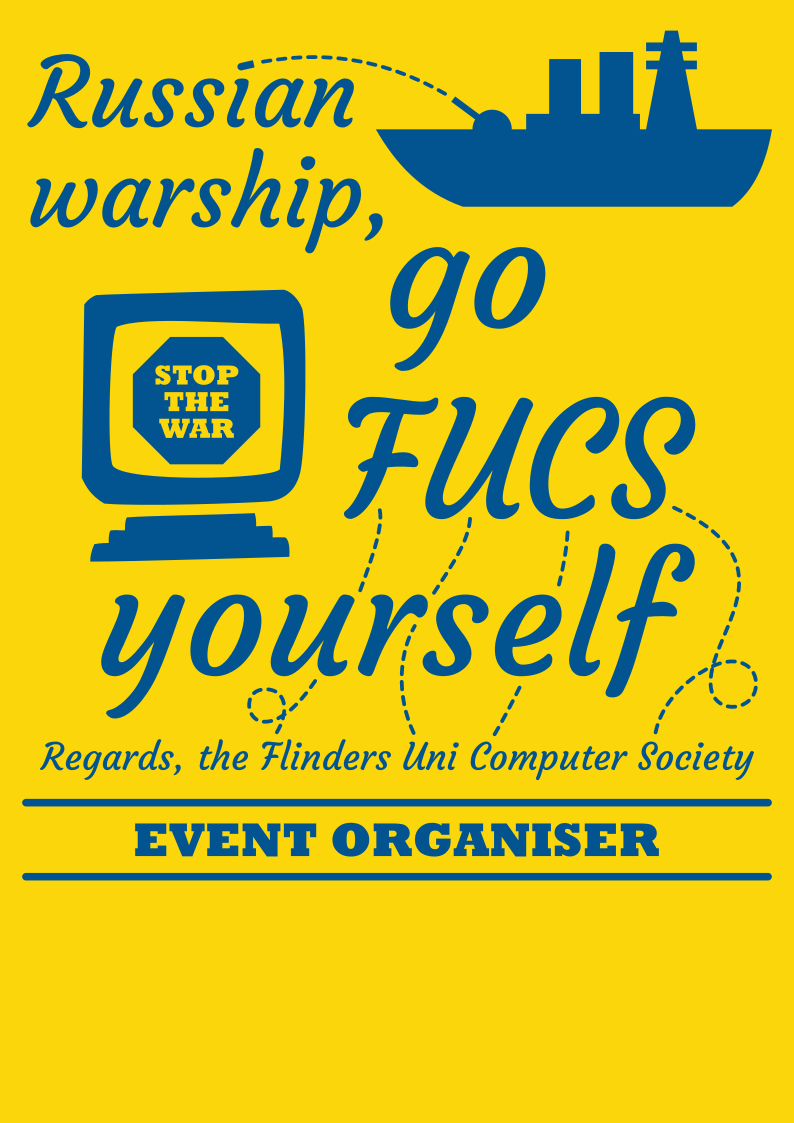 Russian
warship,
go
STOP
THE
WAR
FUCS
yourself
Regards, the Flinders Uni Computer Society
EVENT ORGANISER